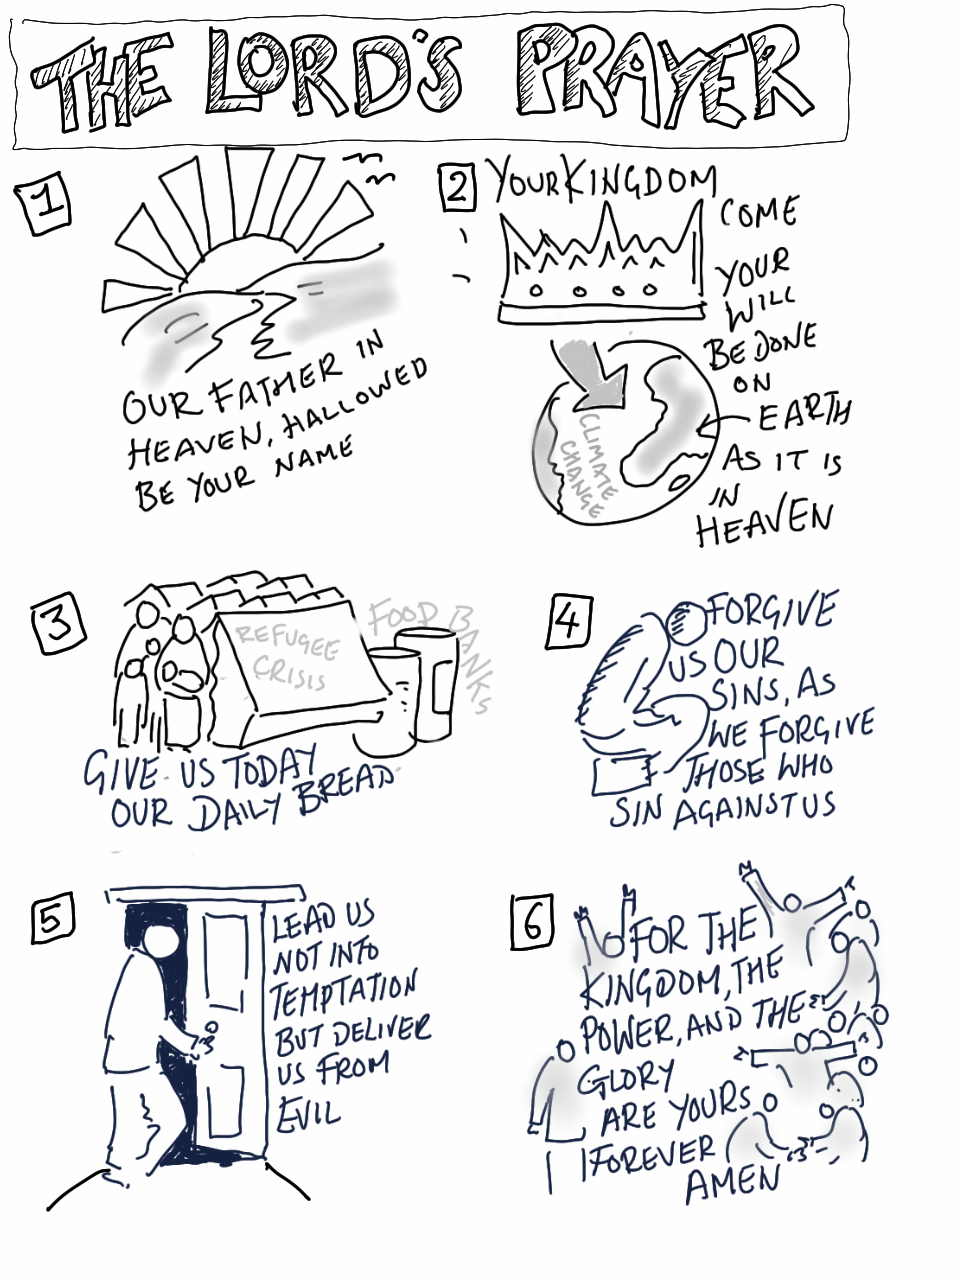 THE LORD'S PRAYER
1
OUR FATHER IN
HEAVEN, HALLOWED
BE YOUR NAME
2
YOUR KINGDOM
COME
YOUR
WILL
BE DONE
ON
EARTH
AS IT IS
IN
HEAVEN
CLIMATE
CHANGE
3
REFUGEE
CRISIS
FOOD BANKS
GIVE US TODAY
OUR DAILY BREAD
4
FORGIVE
US OUR
SINS, AS
WE FORGIVE
THOSE WHO
SIN AGAINST US
5
LEAD US
NOT INTO
TEMPTATION
BUT DELIVER
US FROM
EVIL
6
FOR THE
KINGDOM, THE
POWER, AND THE
GLORY
ARE YOURS
FOREVER
AMEN